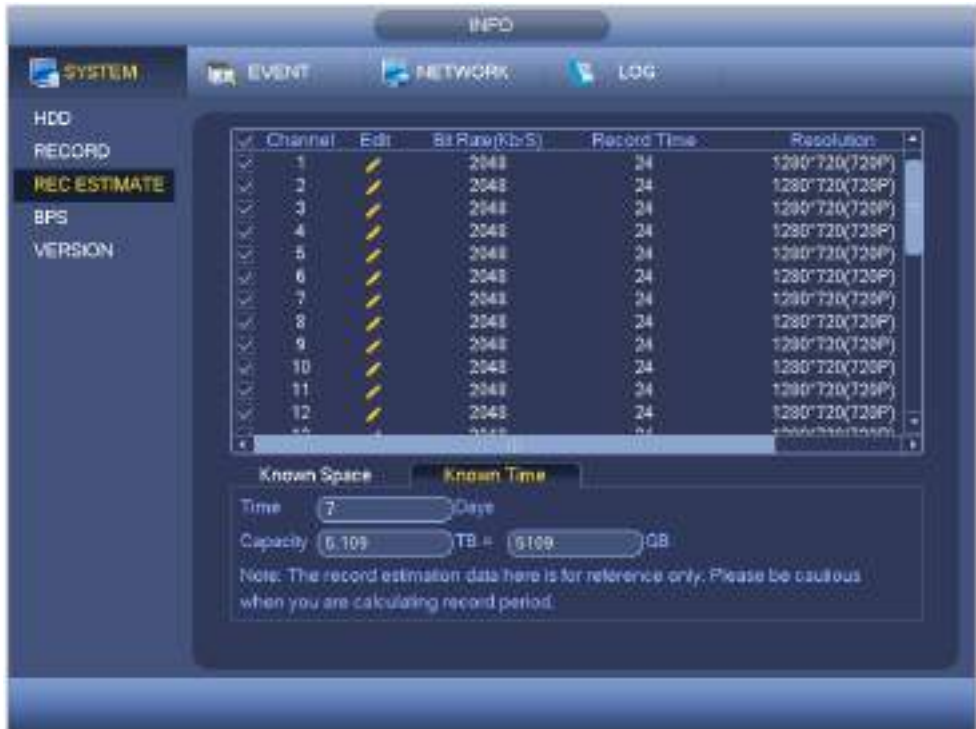 INFO
SYSTEM EVENT NETWORK LOG
HDD
RECORD
REC ESTIMATE
BPS
VERSION
Channel Edit Bit Rate(Kb/S) Record Time Resolution
1 2048 24 1280*720(720P)
2 2048 24 1280*720(720P)
3 2048 24 1280*720(720P)
4 2048 24 1280*720(720P)
5 2048 24 1280*720(720P)
6 2048 24 1280*720(720P)
7 2048 24 1280*720(720P)
8 2048 24 1280*720(720P)
9 2048 24 1280*720(720P)
10 2048 24 1280*720(720P)
11 2048 24 1280*720(720P)
12 2048 24 1280*720(720P)
Known Space Known Time
Time 7 Days
Capacity 5.109 TB = 5109 GB
Note: The record estimation data here is for reference only. Please be cautious
when you are calculating record period.